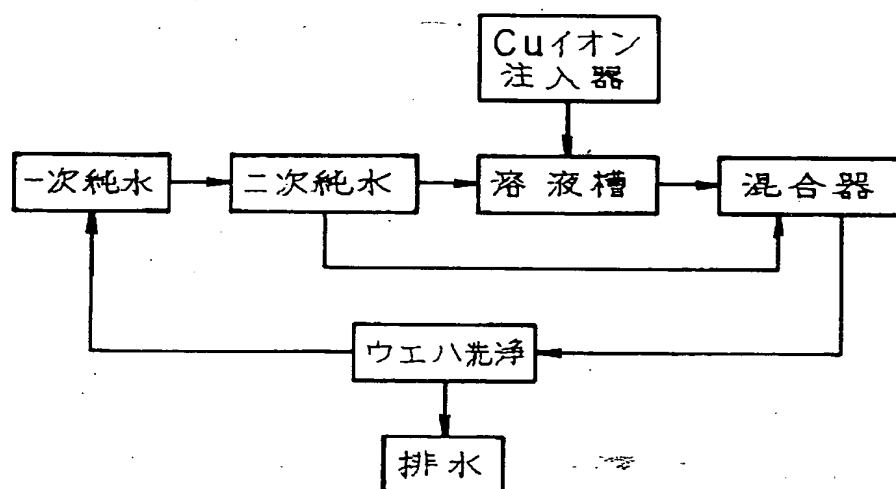 Cuイオン
注入器
一次純水
二次純水
溶液槽
混合器
ウエハ洗浄
排水